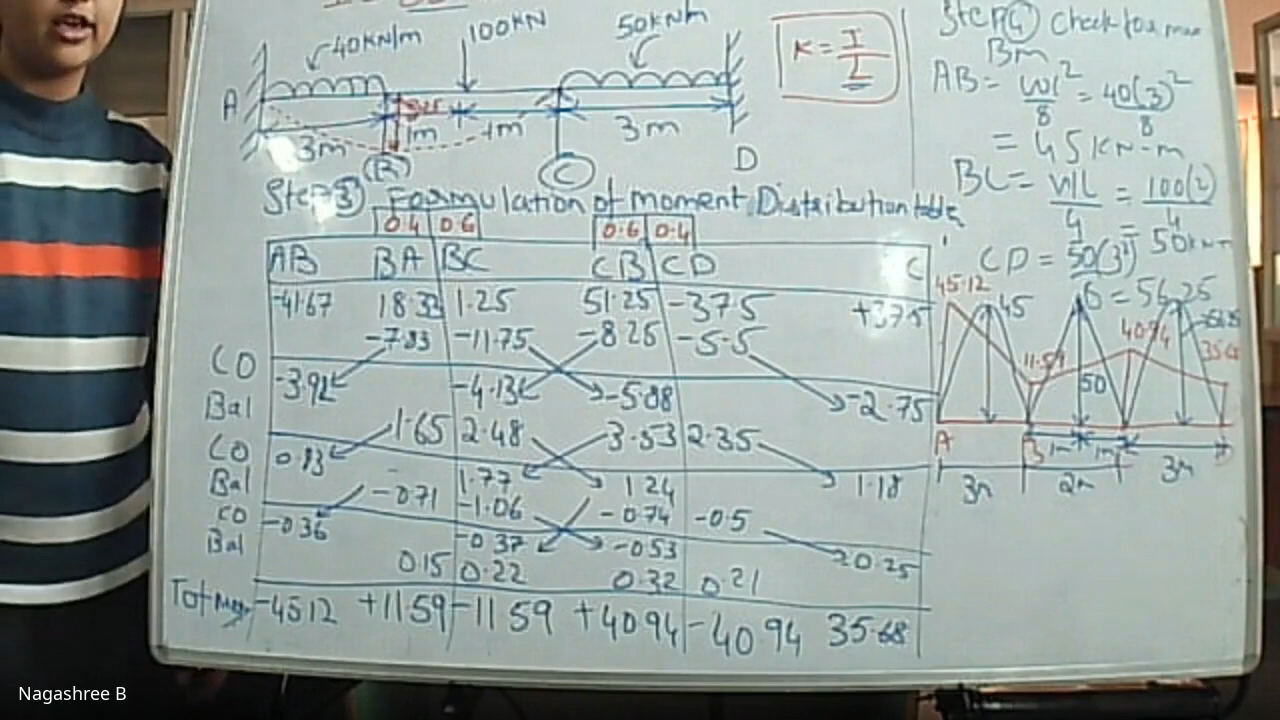 40KN/m
100KN
50KNm
K = I/L
A
3m
1m
1m
3m
(B)
C
D
Step 3) Formulation of moment Distribution table
0.4 0.6 0.6 0.4
AB BA BC CB CD
-41.67 18.33 1.25 51.25 -37.5 +37.5
-7.83 -11.75 -8.25 -5.5
CO -3.92 -4.13 -5.88 -2.75
Bal 1.65 2.48 3.53 2.35
CO 0.83 1.77 1.24 1.18
Bal -0.71 -1.06 -0.74 -0.5
CO -0.36 -0.37 -0.53 -0.25
Bal 0.15 0.22 0.32 0.21
-45.12 +11.59 -11.59 +40.94 -40.94 35.68
Step 4) Check for max
Bm
AB = wl²/8 = 40(3)²/8
= 45 KN-m
BC = WL/4 = 100(2)/4
= 50KN-m
CD = 50(3²)
= 56.25
45.12
45
11.59
50
40.94
A
B
1m
1m
3m
2m
3m
Nagashree B